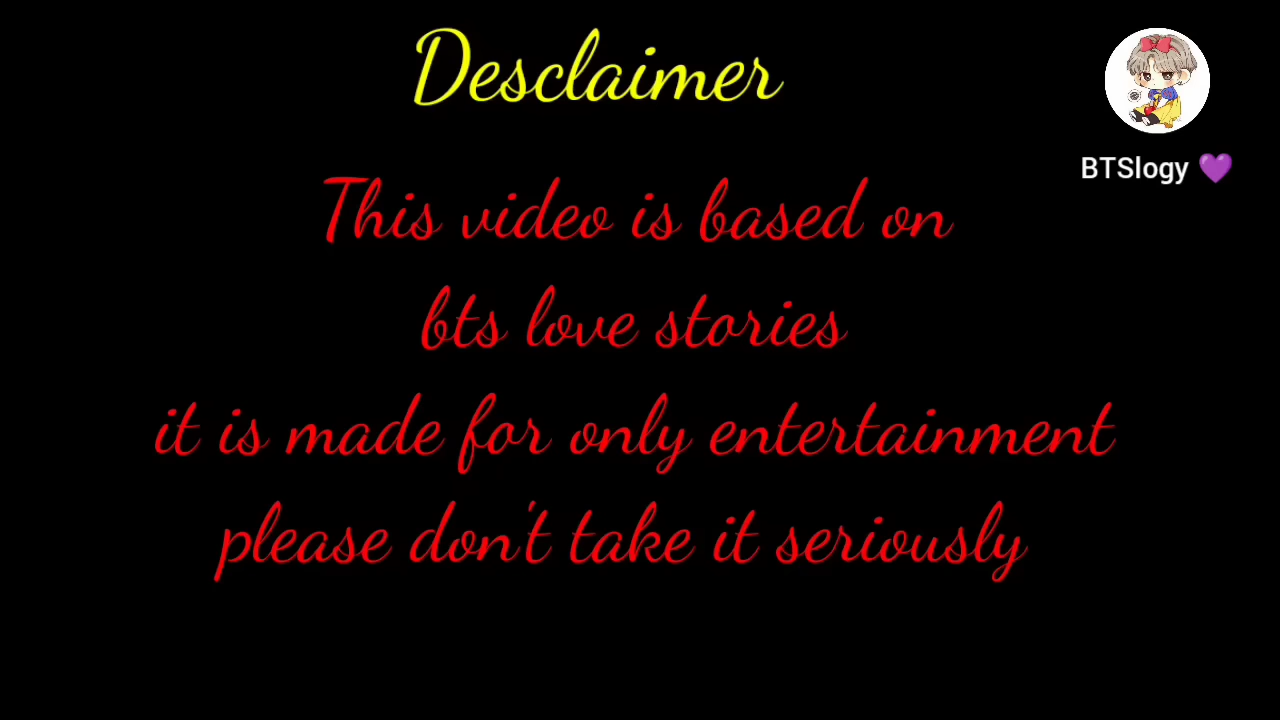 Desclaimer
BTSlogy 💜
This video is based on
bts love stories
it is made for only entertainment
please don't take it seriously